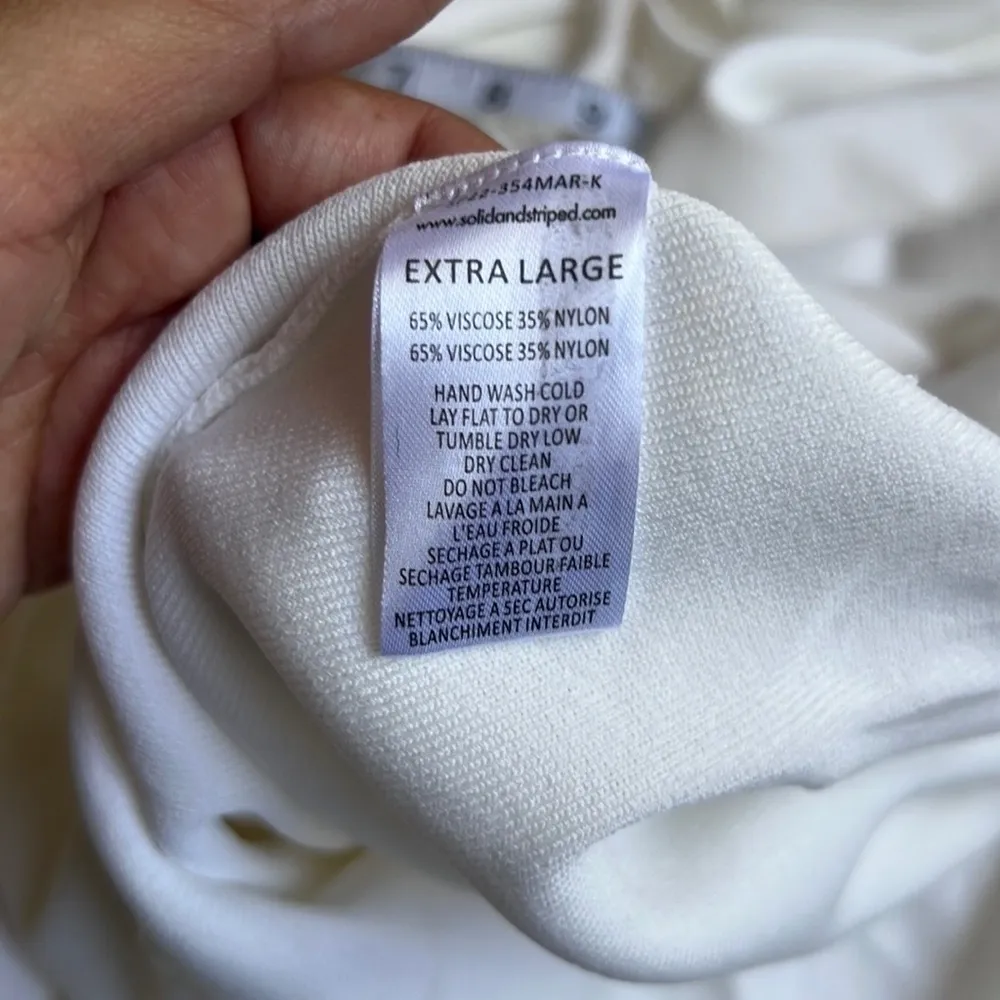 -354MAR-K
www.solidandstriped.com
EXTRA LARGE
65% VISCOSE 35% NYLON
65% VISCOSE 35% NYLON
HAND WASH COLD
LAY FLAT TO DRY OR
TUMBLE DRY LOW
DRY CLEAN
DO NOT BLEACH
LAVAGE A LA MAIN A
L'EAU FROIDE
SECHAGE A PLAT OU
SECHAGE TAMBOUR FAIBLE
TEMPERATURE
NETTOYAGE A SEC AUTORISE
BLANCHIMENT INTERDIT